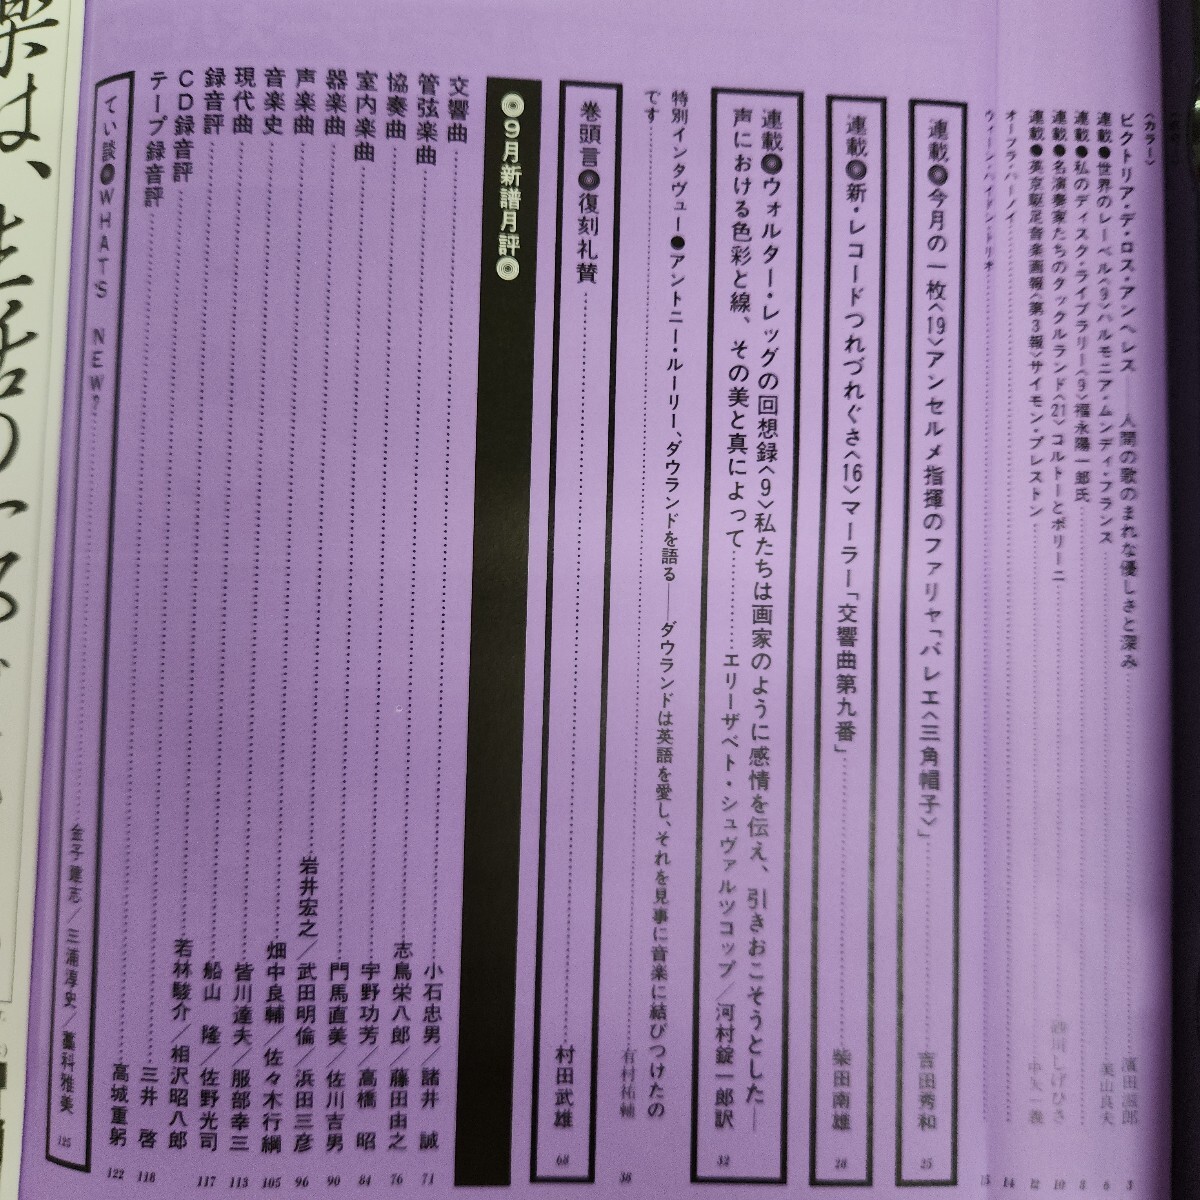 〈カラー〉
ビクトリア・デ・ロス・アンヘレス——人間の歌のまれな優しさと深み 濱田滋郎 3
連載●世界のレーベル〈9〉ハルモニア・ムンディ・フランス 美山良夫 6
連載●私のディスク・ライブラリー〈9〉福永陽一郎氏 8
連載●名演奏家たちのタックルランド〈21〉コルトーとポリーニ 砂川しげひさ 10
連載●英京駆足音楽画報〈第3報〉サイモン・プレストン 中矢一義 12
オーフラ・ハーノイ 14
ウィーン・ハイドン・トリオ 15
連載●今月の一枚〈19〉アンセルメ指揮のファリャ「バレエ〈三角帽子〉」 吉田秀和 25
連載●新・レコードつれづれぐさ〈16〉マーラー「交響曲第九番」 柴田南雄 28
連載●ウォルター・レッグの回想録〈9〉私たちは画家のように感情を伝え、引きおこそうとした——
声における色彩と線、その美と真によって エリーザベト・シュヴァルツコップ／河村錠一郎訳 32
特別インタヴュー●アントニー・ルーリー、ダウランドを語る——ダウランドは英語を愛し、それを見事に音楽に結びつけたの
です 有村祐輔 38
巻頭言●復刻礼賛 村田武雄 68
●9月新譜月評●
交響曲 小石忠男／諸井 誠 71
管弦楽曲 志鳥栄八郎／藤田由之 76
協奏曲 宇野功芳／高橋 昭 84
室内楽曲 門馬直美／佐川吉男 90
器楽曲 岩井宏之／武田明倫／浜田三彦 96
声楽曲 畑中良輔／佐々木行綱 105
音楽史 皆川達夫／服部幸三 113
現代曲 船山 隆／佐野光司 117
録音評 若林駿介／相沢昭八郎
CD録音評 三井 啓 118
テープ録音評 高城重躬 122
てい談●WHAT'S NEW? 金子建志／三浦淳史／藁科雅美 125